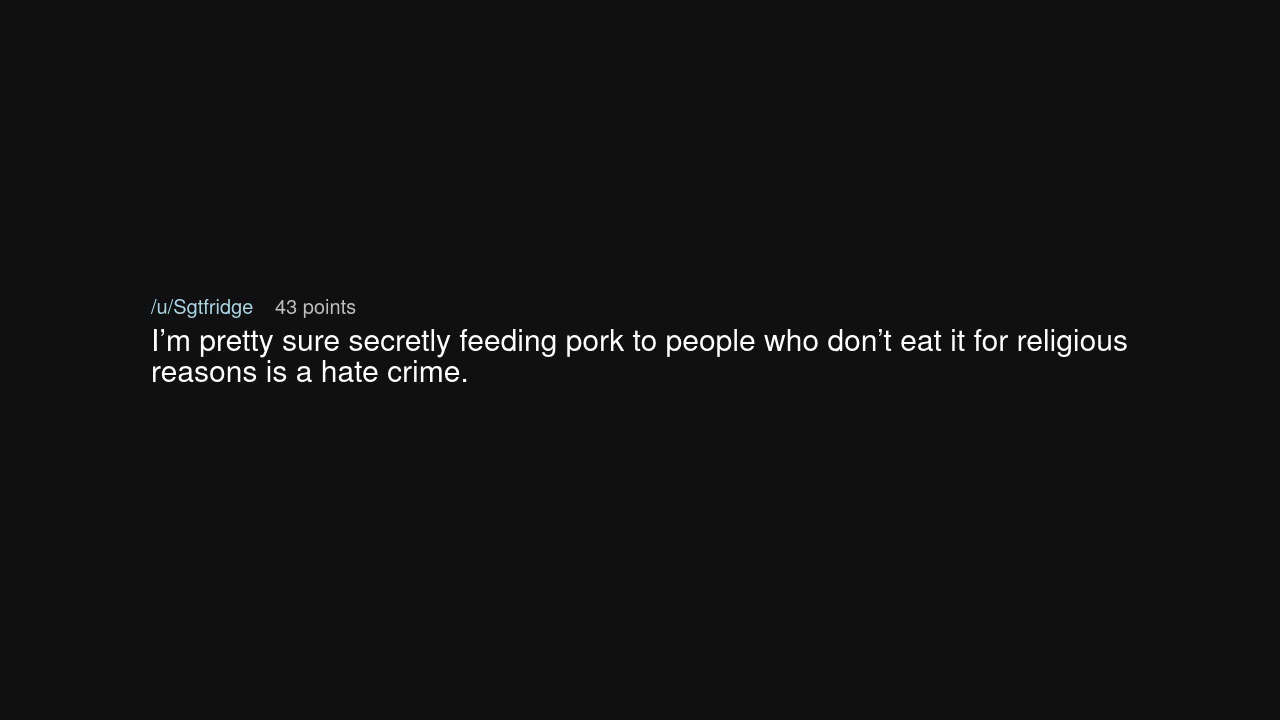 /u/Sgtfridge 43 points
I’m pretty sure secretly feeding pork to people who don’t eat it for religious
reasons is a hate crime.